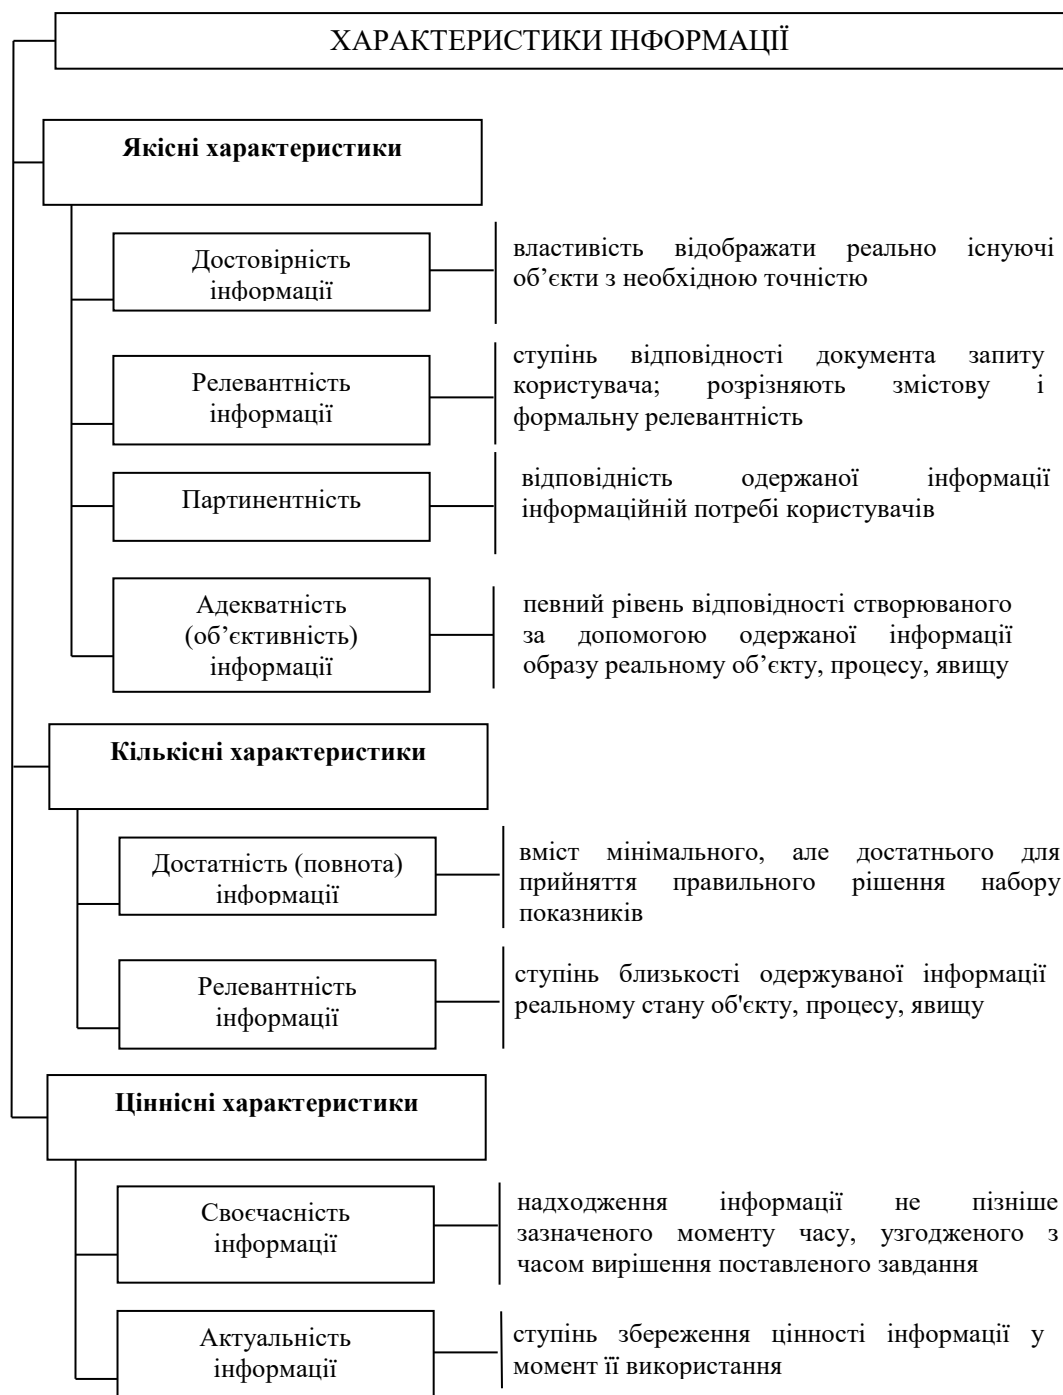 ХАРАКТЕРИСТИКИ ІНФОРМАЦІЇ
Якісні характеристики
Достовірність
інформації
властивість відображати реально існуючі
об’єкти з необхідною точністю
Релевантність
інформації
ступінь відповідності документа запиту
користувача; розрізняють змістову і
формальну релевантність
Партинентність
відповідність одержаної інформації
інформаційній потребі користувачів
Адекватність
(об’єктивність)
інформації
певний рівень відповідності створюваного
за допомогою одержаної інформації
образу реальному об’єкту, процесу, явищу
Кількісні характеристики
Достатність (повнота)
інформації
вміст мінімального, але достатнього для
прийняття правильного рішення набору
показників
Релевантність
інформації
ступінь близькості одержуваної інформації
реальному стану об'єкту, процесу, явищу
Ціннісні характеристики
Своєчасність
інформації
надходження інформації не пізніше
зазначеного моменту часу, узгодженого з
часом вирішення поставленого завдання
Актуальність
інформації
ступінь збереження цінності інформації у
момент її використання